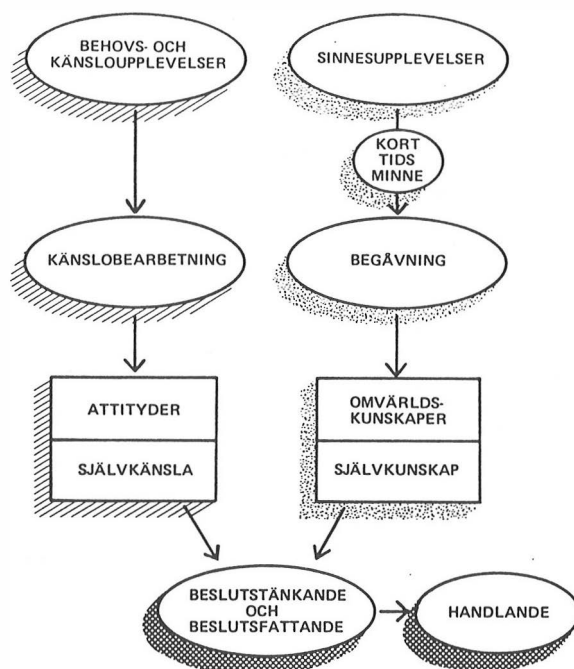 BEHOVS- OCH
KÄNSLOUPPLEVELSER
SINNESUPPLEVELSER
KORT
TIDS
MINNE
KÄNSLOBEARBETNING
BEGÅVNING
ATTITYDER
SJÄLVKÄNSLA
OMVÄRLDS-
KUNSKAPER
SJÄLVKUNSKAP
BESLUTSTÄNKANDE
OCH
BESLUTSFATTANDE
HANDLANDE